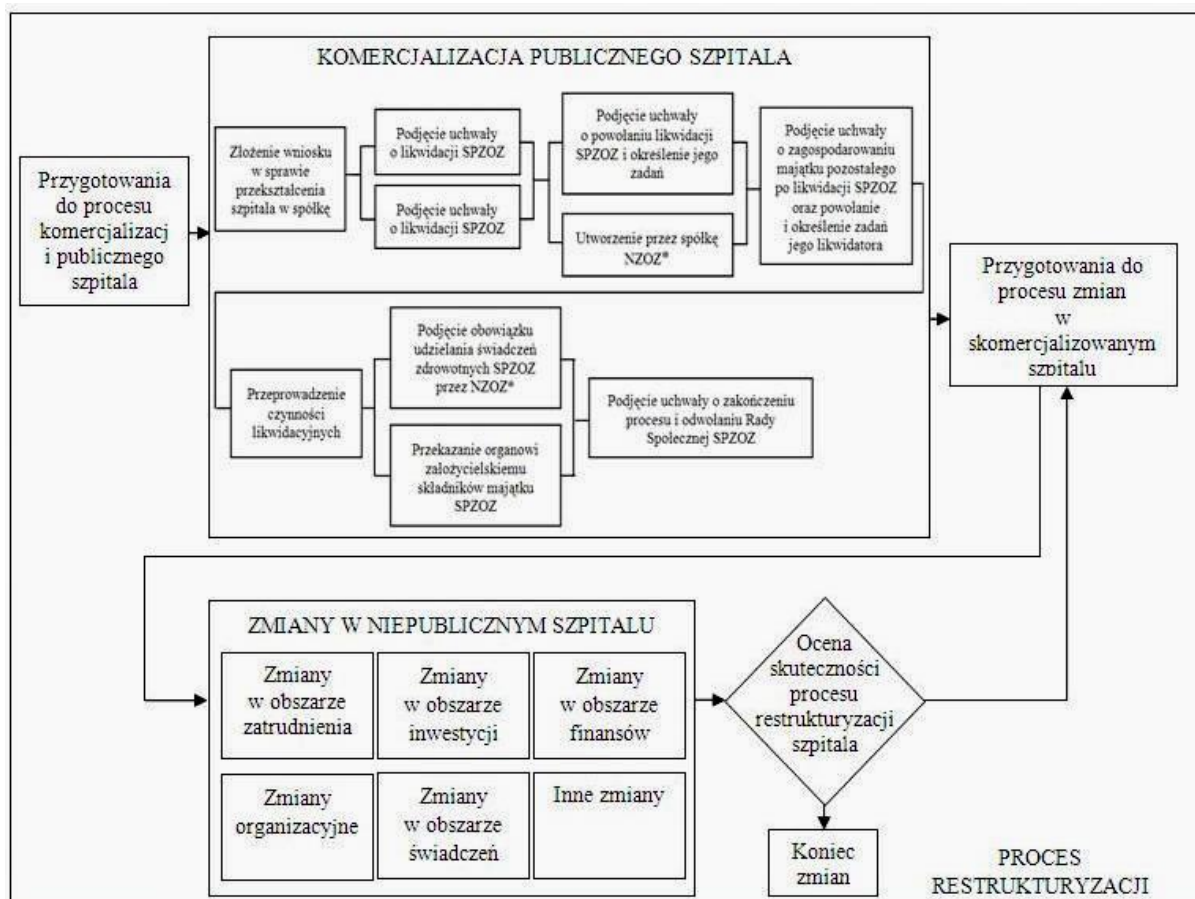 KOMERCJALIZACJA PUBLICZNEGO SZPITALA
Przygotowania
do procesu
komercjalizacj
i publicznego
szpitala
Złożenie wniosku
w sprawie
przekształcenia
szpitala w spółkę
Podjęcie uchwały
o likwidacji SPZOZ
Podjęcie uchwały
o likwidacji SPZOZ
Podjęcie uchwały
o powołaniu likwidacji
SPZOZ i określenie jego
zadań
Utworzenie przez spółkę
NZOZ*
Podjęcie uchwały
o zagospodarowaniu
majątku pozostałego
po likwidacji SPZOZ
oraz powołanie
i określenie zadań
jego likwidatora
Przeprowadzenie
czynności
likwidacyjnych
Podjęcie obowiązku
udzielania świadczeń
zdrowotnych SPZOZ
przez NZOZ*
Przekazanie organowi
założycielskiemu
składników majątku
SPZOZ
Podjęcie uchwały o zakończeniu
procesu i odwołaniu Rady
Społecznej SPZOZ
Przygotowania do
procesu zmian
w
skomercjalizowanym
szpitalu
ZMIANY W NIEPUBLICZNYM SZPITALU
Zmiany
w obszarze
zatrudnienia
Zmiany
w obszarze
inwestycji
Zmiany
w obszarze
finansów
Zmiany
organizacyjne
Zmiany
w obszarze
świadczeń
Inne zmiany
Ocena
skuteczności
procesu
restrukturyzacji
szpitala
Koniec
zmian
PROCES
RESTRUKTURYZACJI